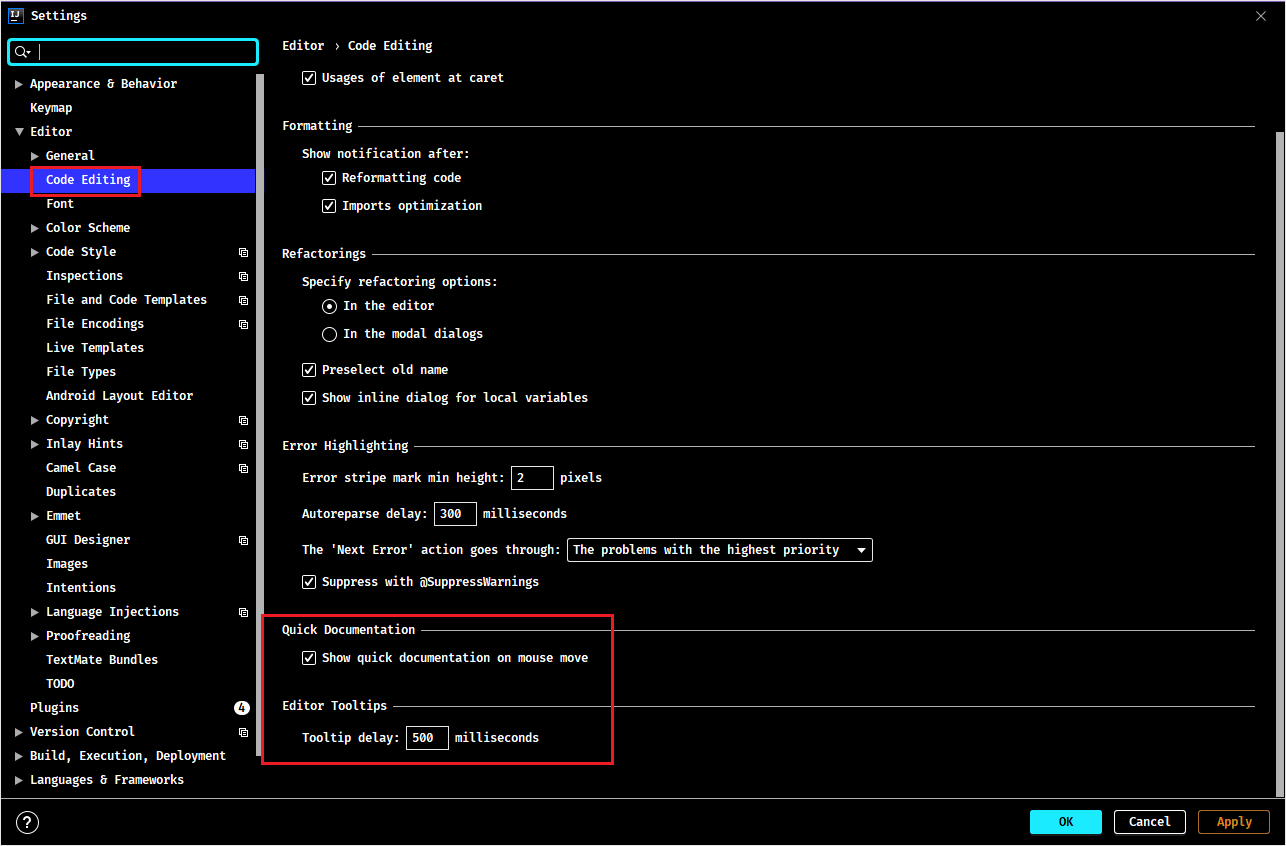 IJ Settings
Appearance & Behavior
Keymap
Editor
General
Code Editing
Font
Color Scheme
Code Style
Inspections
File and Code Templates
File Encodings
Live Templates
File Types
Android Layout Editor
Copyright
Inlay Hints
Camel Case
Duplicates
Emmet
GUI Designer
Images
Intentions
Language Injections
Proofreading
TextMate Bundles
TODO
Plugins 4
Version Control
Build, Execution, Deployment
Languages & Frameworks
Editor › Code Editing
Usages of element at caret
Formatting
Show notification after:
Reformatting code
Imports optimization
Refactorings
Specify refactoring options:
In the editor
In the modal dialogs
Preselect old name
Show inline dialog for local variables
Error Highlighting
Error stripe mark min height: 2 pixels
Autoreparse delay: 300 milliseconds
The 'Next Error' action goes through: The problems with the highest priority
Suppress with @SuppressWarnings
Quick Documentation
Show quick documentation on mouse move
Editor Tooltips
Tooltip delay: 500 milliseconds
? OK Cancel Apply